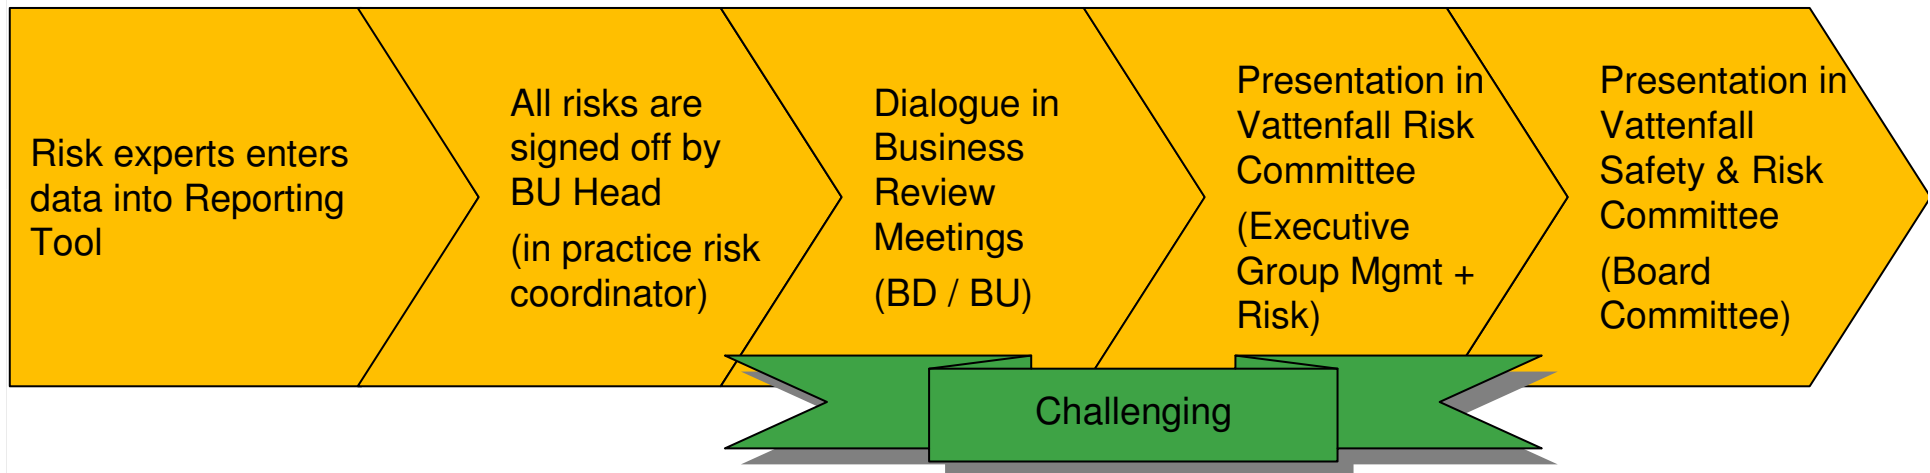 Risk experts enters
data into Reporting
Tool
All risks are
signed off by
BU Head
(in practice risk
coordinator)
Dialogue in
Business
Review
Meetings
(BD / BU)
Presentation in
Vattenfall Risk
Committee
(Executive
Group Mgmt +
Risk)
Presentation in
Vattenfall
Safety & Risk
Committee
(Board
Committee)
Challenging